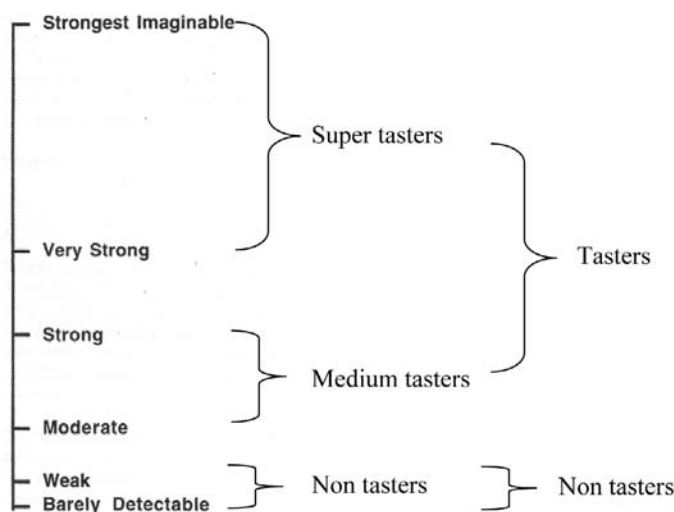 Strongest Imaginable
Super tasters
Very Strong
Tasters
Strong
Medium tasters
Moderate
Weak
Non tasters
Non tasters
Barely Detectable